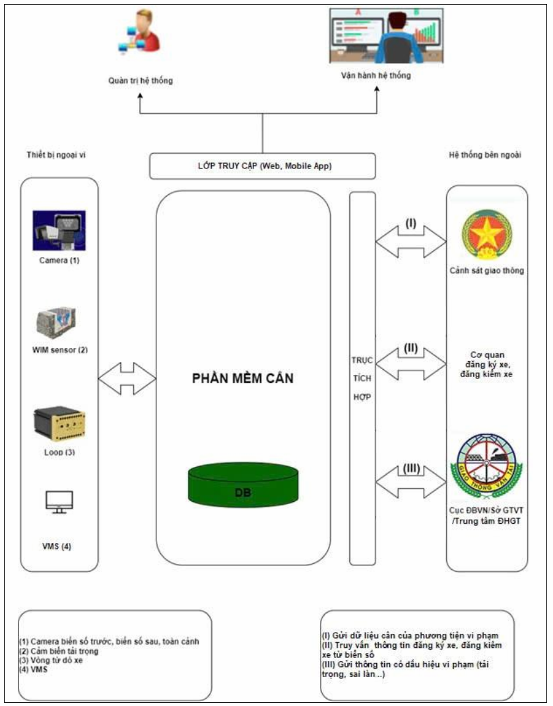 Quản trị hệ thống
Vận hành hệ thống
Thiết bị ngoại vi
LỚP TRUY CẬP (Web, Mobile App)
Hệ thống bên ngoài
Camera (1)
WIM sensor (2)
Loop (3)
VMS (4)
PHẦN MỀM CÂN
DB
TRỤC
TÍCH
HỢP
(I)
(II)
(III)
Cảnh sát giao thông
Cơ quan
đăng ký xe,
đăng kiểm xe
GIAO THÔNG VẬN TẢI
Cục ĐBVN/Sở GTVT
/Trung tâm ĐHGT
(1) Camera biển số trước, biển số sau, toàn cảnh
(2) Cảm biến tải trọng
(3) Vòng từ dò xe
(4) VMS
(I) Gửi dữ liệu cân của phương tiện vi phạm
(II) Truy vấn thông tin đăng ký xe, đăng kiểm
xe từ biển số
(III) Gửi thông tin có dấu hiệu vi phạm (tải
trọng, sai làn...)